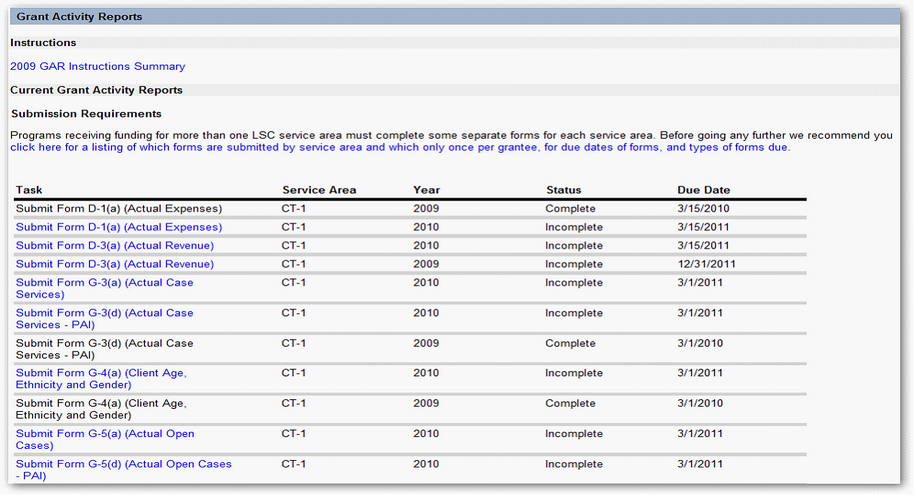 Grant Activity Reports
Instructions
2009 GAR Instructions Summary
Current Grant Activity Reports
Submission Requirements
Programs receiving funding for more than one LSC service area must complete some separate forms for each service area. Before going any further we recommend you
click here for a listing of which forms are submitted by service area and which only once per grantee, for due dates of forms, and types of forms due.
Task Service Area Year Status Due Date
Submit Form D-1(a) (Actual Expenses) CT-1 2009 Complete 3/15/2010
Submit Form D-1(a) (Actual Expenses) CT-1 2010 Incomplete 3/15/2011
Submit Form D-3(a) (Actual Revenue) CT-1 2010 Incomplete 3/15/2011
Submit Form D-3(a) (Actual Revenue) CT-1 2009 Incomplete 12/31/2011
Submit Form G-3(a) (Actual Case CT-1 2010 Incomplete 3/1/2011
Services)
Submit Form G-3(d) (Actual Case CT-1 2010 Incomplete 3/1/2011
Services - PAI)
Submit Form G-3(d) (Actual Case CT-1 2009 Complete 3/1/2010
Services - PAI)
Submit Form G-4(a) (Client Age, CT-1 2010 Incomplete 3/1/2011
Ethnicity and Gender)
Submit Form G-4(a) (Client Age, CT-1 2009 Complete 3/1/2010
Ethnicity and Gender)
Submit Form G-5(a) (Actual Open CT-1 2010 Incomplete 3/1/2011
Cases)
Submit Form G-5(d) (Actual Open Cases CT-1 2010 Incomplete 3/1/2011
- PAI)